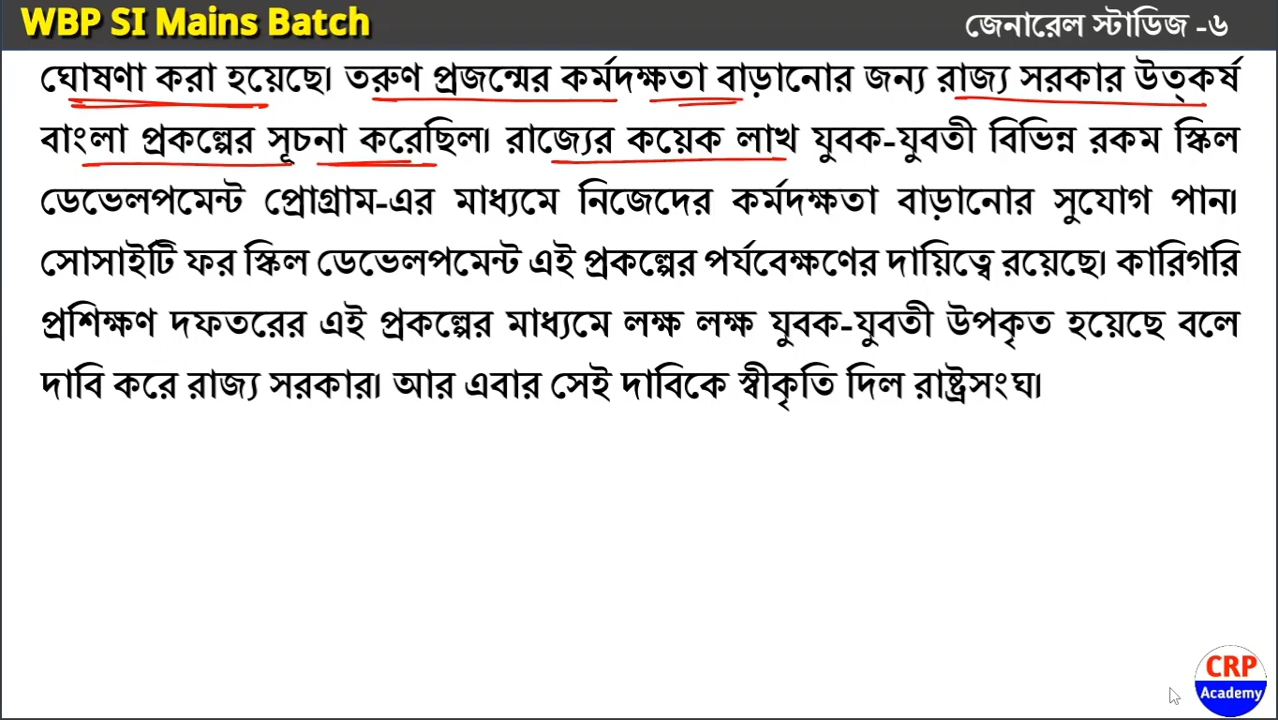 WBP SI Mains Batch
জেনারেল স্টাডিজ -৬
ঘোষণা করা হয়েছে। তরুণ প্রজন্মের কর্মদক্ষতা বাড়ানোর জন্য রাজ্য সরকার উত্‌কর্ষ
বাংলা প্রকল্পের সূচনা করেছিল। রাজ্যের কয়েক লাখ যুবক-যুবতী বিভিন্ন রকম স্কিল
ডেভেলপমেন্ট প্রোগ্রাম-এর মাধ্যমে নিজেদের কর্মদক্ষতা বাড়ানোর সুযোগ পান।
সোসাইটি ফর স্কিল ডেভেলপমেন্ট এই প্রকল্পের পর্যবেক্ষণের দায়িত্বে রয়েছে। কারিগরি
প্রশিক্ষণ দফতরের এই প্রকল্পের মাধ্যমে লক্ষ লক্ষ যুবক-যুবতী উপকৃত হয়েছে বলে
দাবি করে রাজ্য সরকার। আর এবার সেই দাবিকে স্বীকৃতি দিল রাষ্ট্রসংঘ।
CRP
Academy